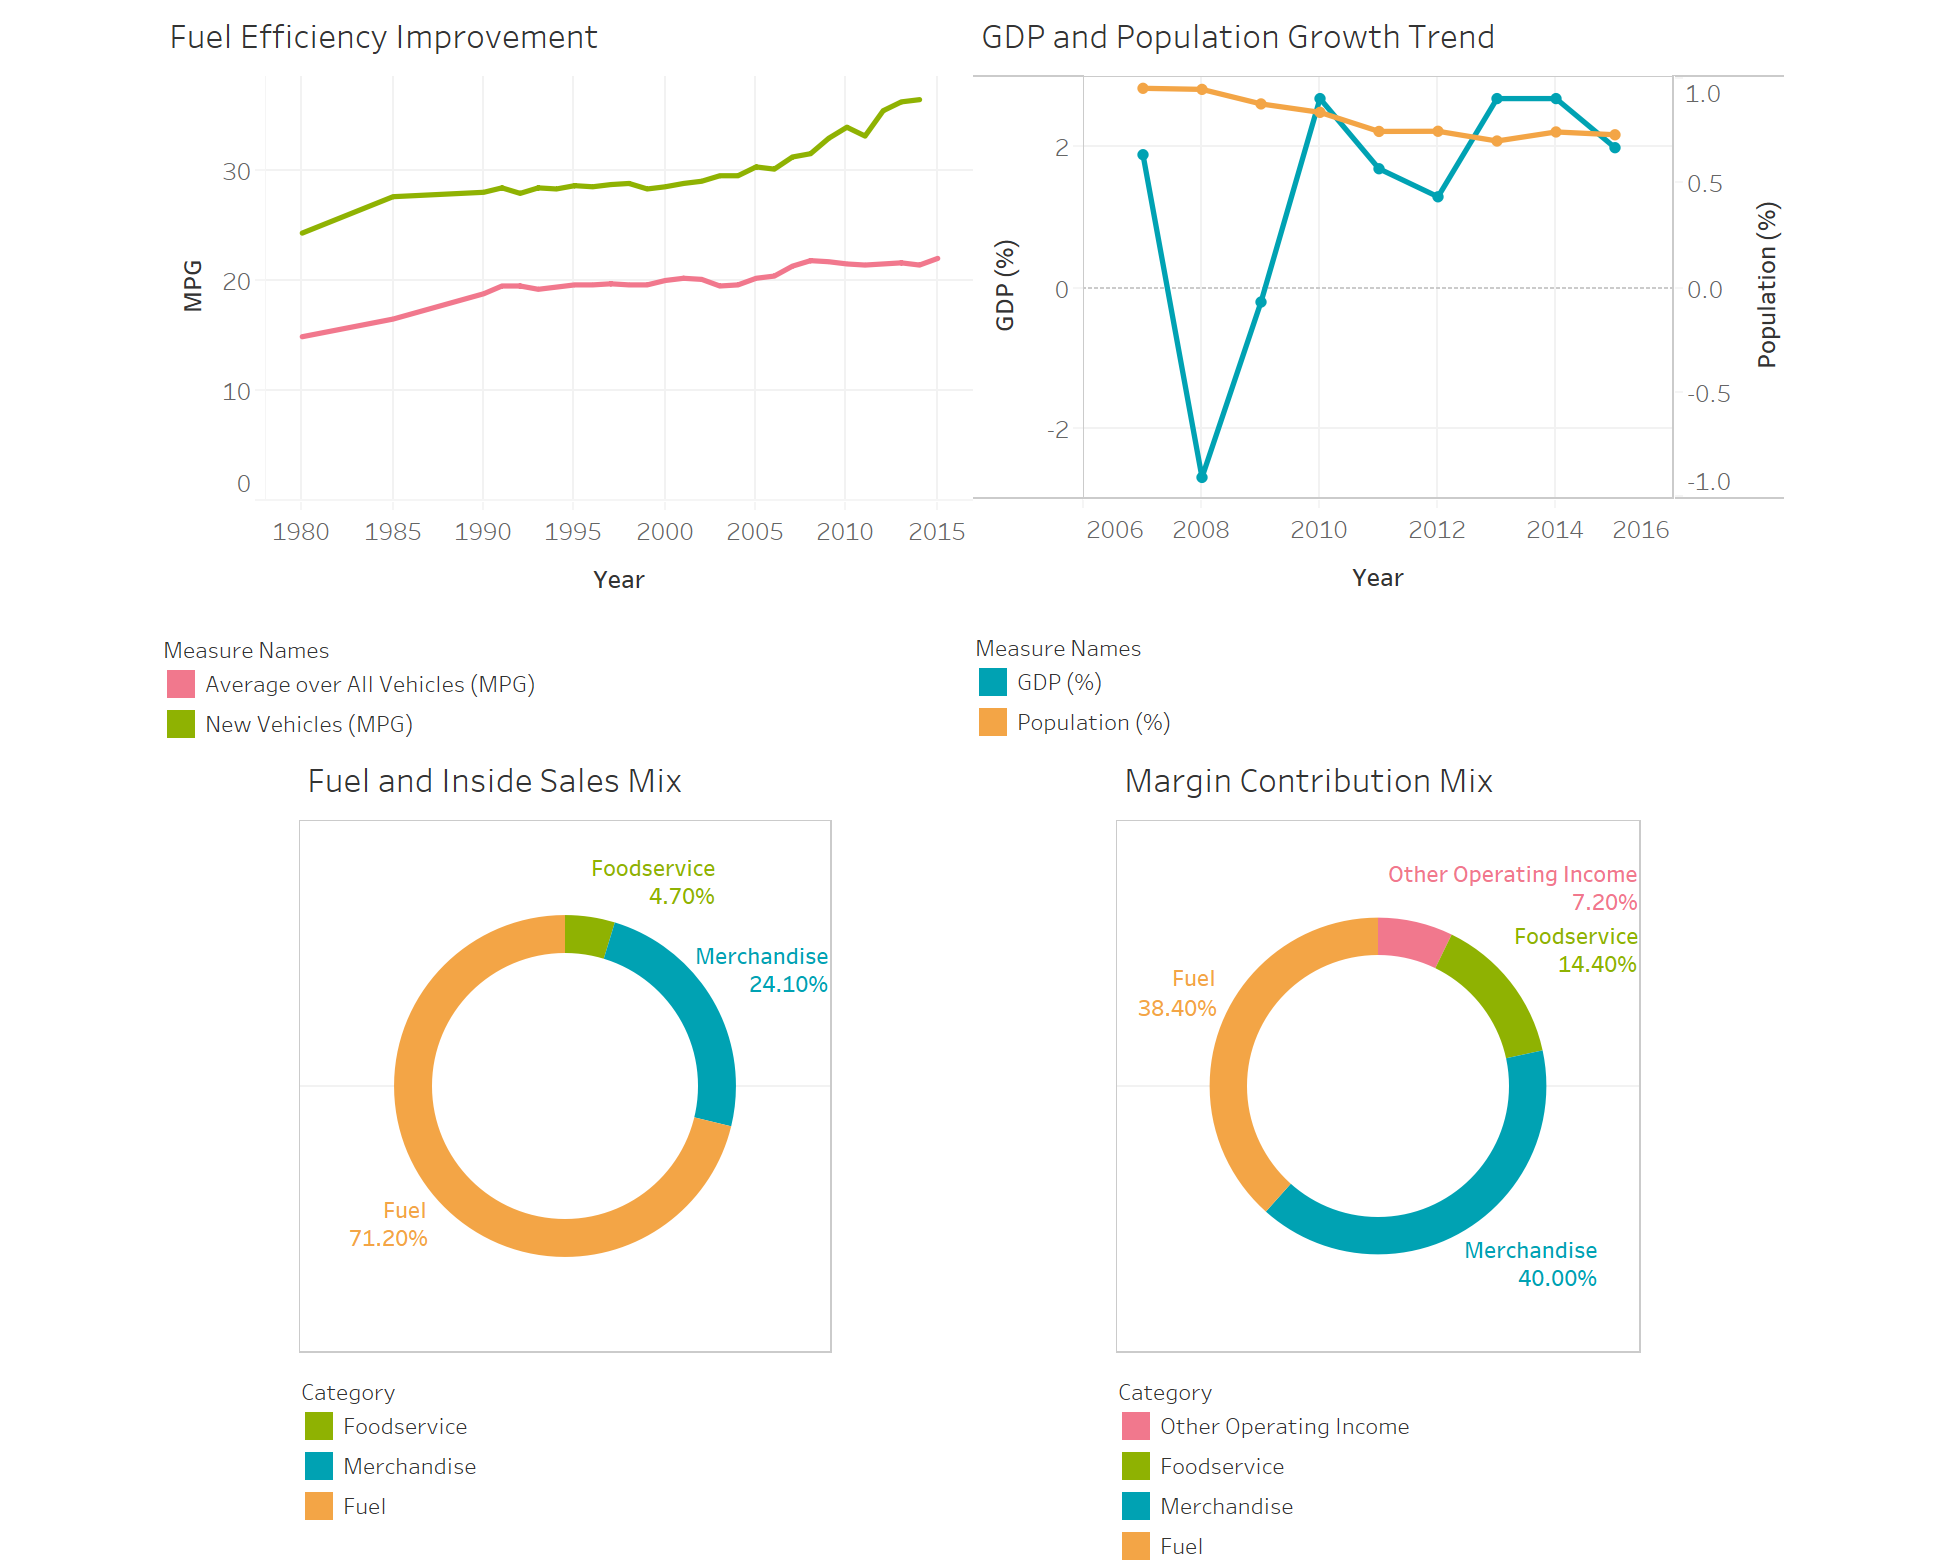 Fuel Efficiency Improvement
MPG
30
20
10
0
1980 1985 1990 1995 2000 2005 2010 2015
Year
Measure Names
Average over All Vehicles (MPG)
New Vehicles (MPG)
GDP and Population Growth Trend
GDP (%)
2
0
-2
1.0
0.5
0.0
-0.5
-1.0
Population (%)
2006 2008 2010 2012 2014 2016
Year
Measure Names
GDP (%)
Population (%)
Fuel and Inside Sales Mix
Foodservice
4.70%
Merchandise
24.10%
Fuel
71.20%
Category
Foodservice
Merchandise
Fuel
Margin Contribution Mix
Other Operating Income
7.20%
Foodservice
14.40%
Fuel
38.40%
Merchandise
40.00%
Category
Other Operating Income
Foodservice
Merchandise
Fuel